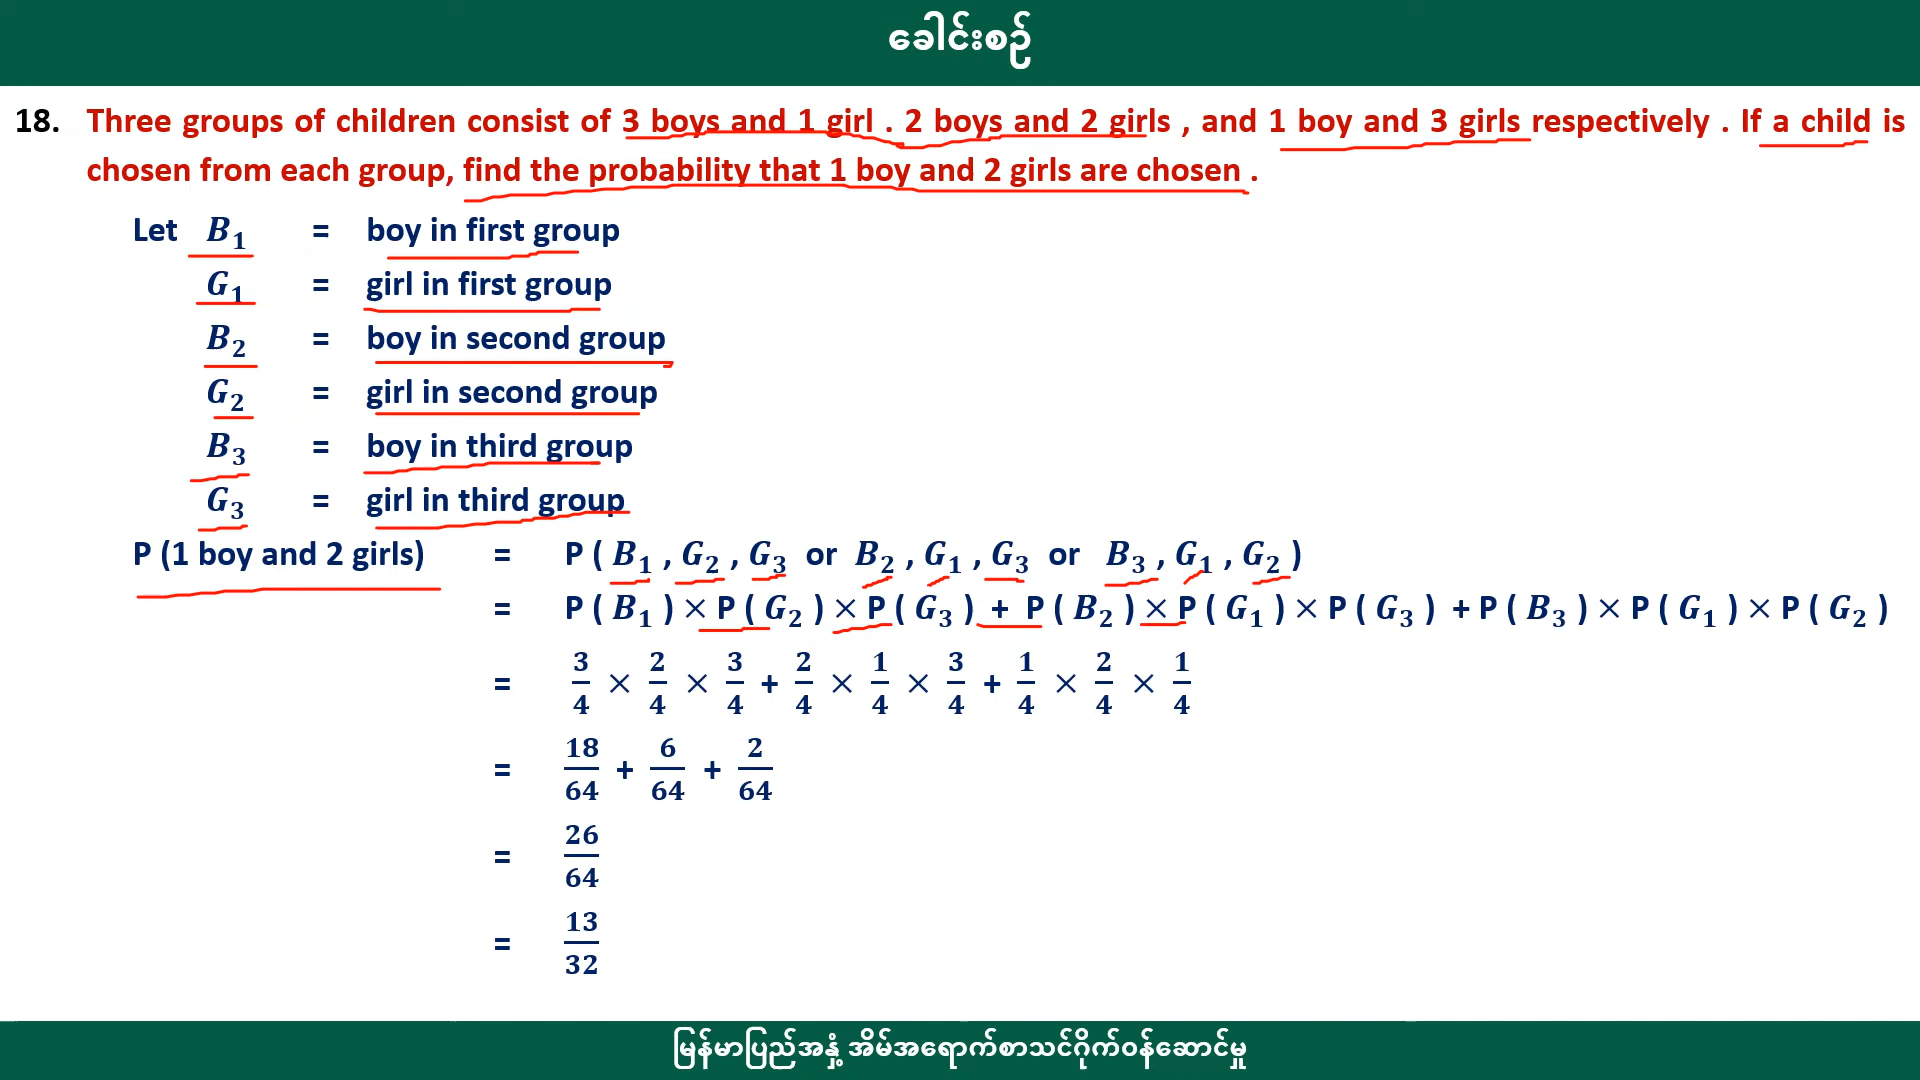 ခေါင်းစဉ်
18. Three groups of children consist of 3 boys and 1 girl . 2 boys and 2 girls , and 1 boy and 3 girls respectively . If a child is
chosen from each group, find the probability that 1 boy and 2 girls are chosen .
Let B₁ = boy in first group
G₁ = girl in first group
B₂ = boy in second group
G₂ = girl in second group
B₃ = boy in third group
G₃ = girl in third group
P (1 boy and 2 girls) = P ( B₁ , G₂ , G₃ or B₂ , G₁ , G₃ or B₃ , G₁ , G₂ )
= P ( B₁ ) × P ( G₂ ) × P ( G₃ ) + P ( B₂ ) × P ( G₁ ) × P ( G₃ ) + P ( B₃ ) × P ( G₁ ) × P ( G₂ )
= 3/4 × 2/4 × 3/4 + 2/4 × 1/4 × 3/4 + 1/4 × 2/4 × 1/4
= 18/64 + 6/64 + 2/64
= 26/64
= 13/32
မြန်မာပြည်အနှံ့ အိမ်အရောက်စာသင်ဂိုက်ဝန်ဆောင်မှု